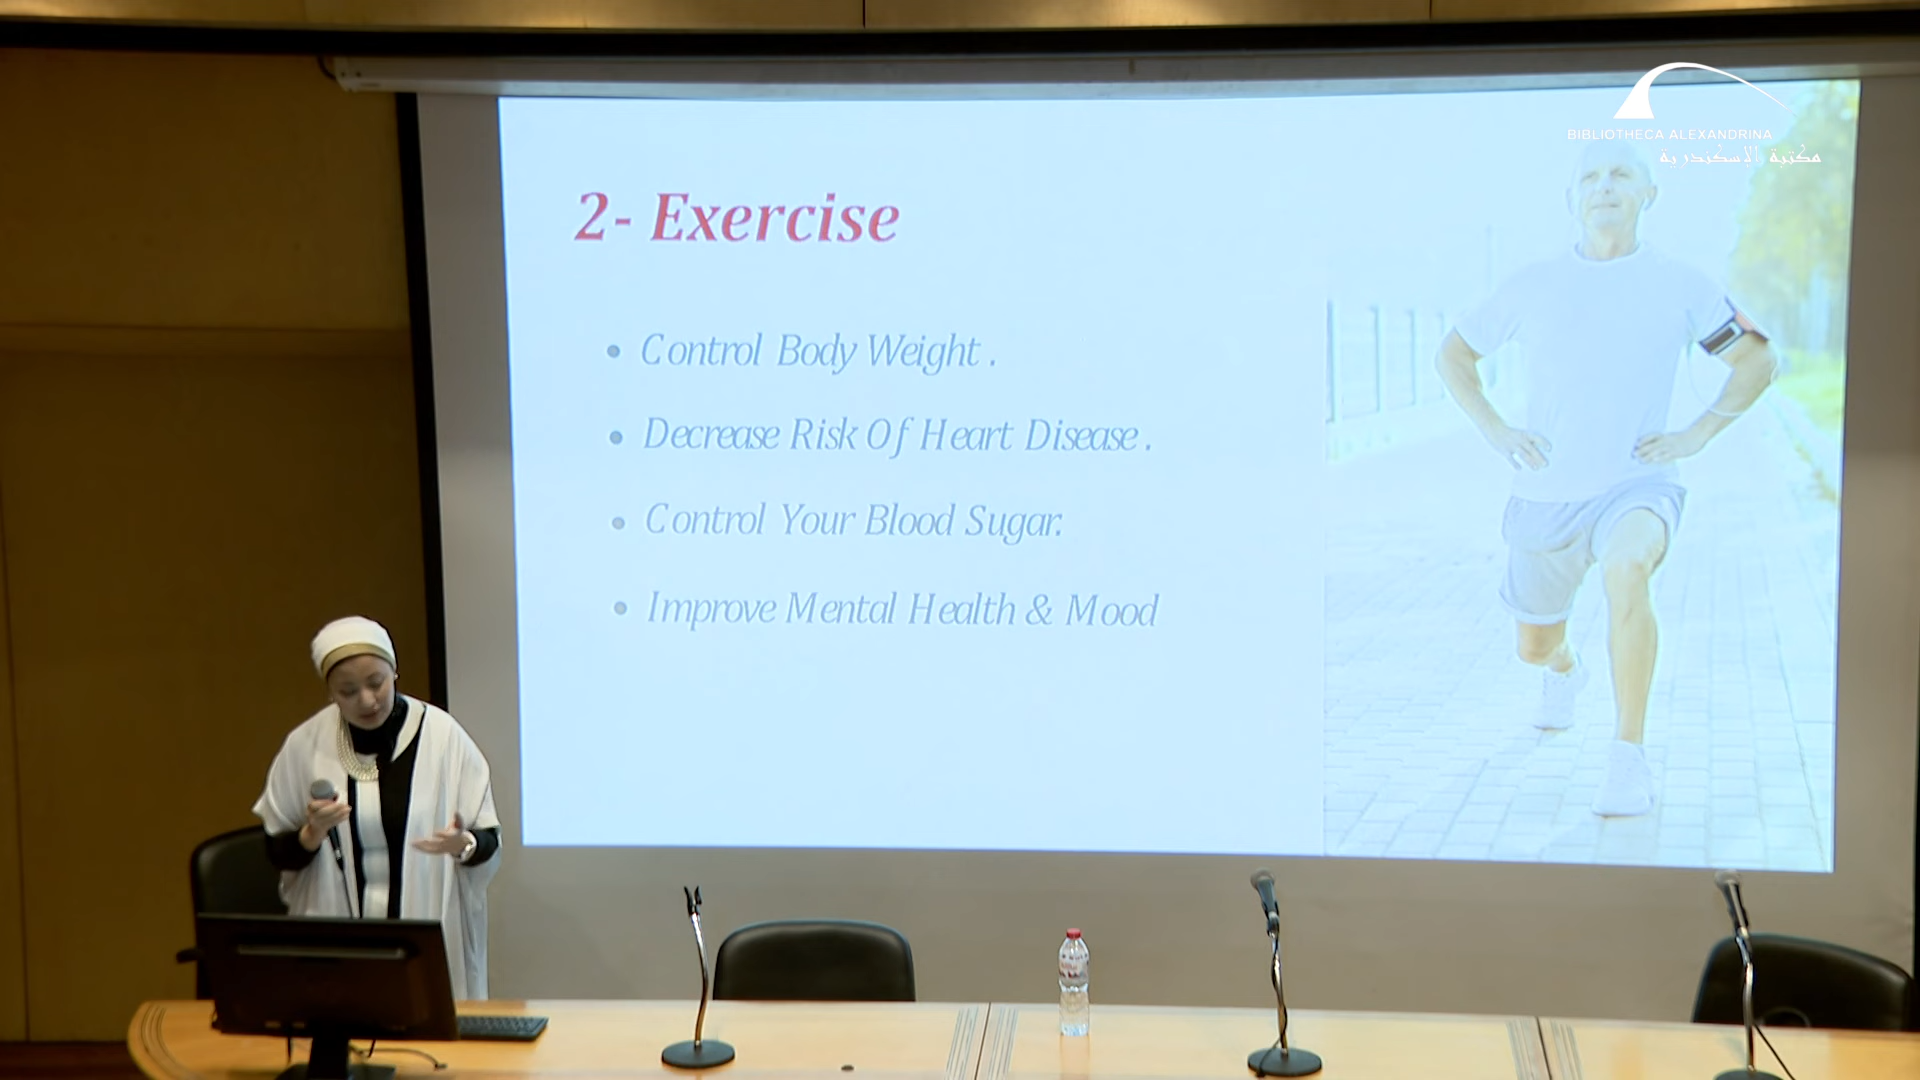 BIBLIOTHECA ALEXANDRINA
مكتبة الإسكندرية
2- Exercise
• Control Body Weight .
• Decrease Risk Of Heart Disease .
• Control Your Blood Sugar.
• Improve Mental Health & Mood